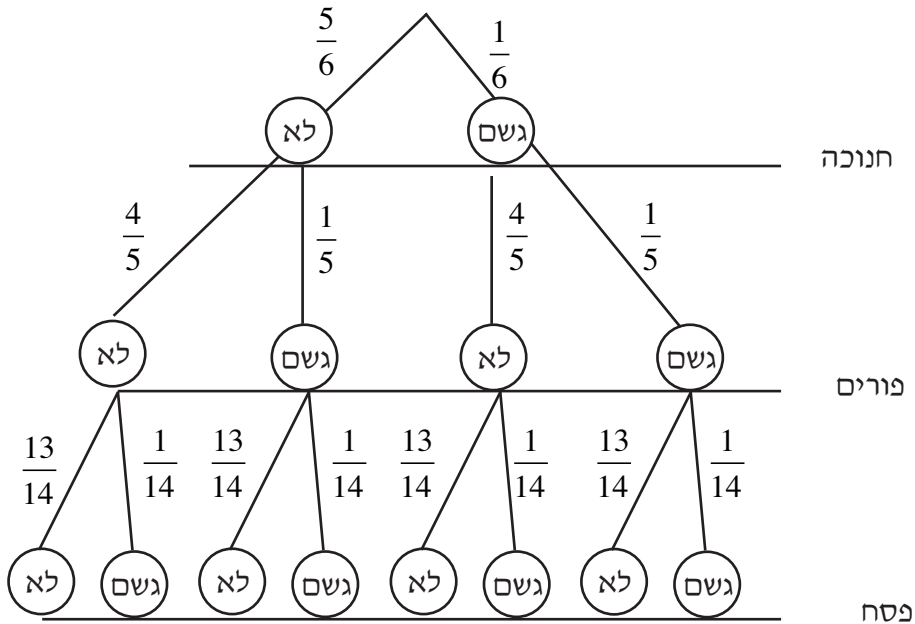 5/6 1/6
לא גשם
חנוכה
4/5 1/5 4/5 1/5
לא גשם לא גשם
פורים
13/14 1/14 13/14 1/14 13/14 1/14 13/14 1/14
לא גשם לא גשם לא גשם לא גשם
פסח